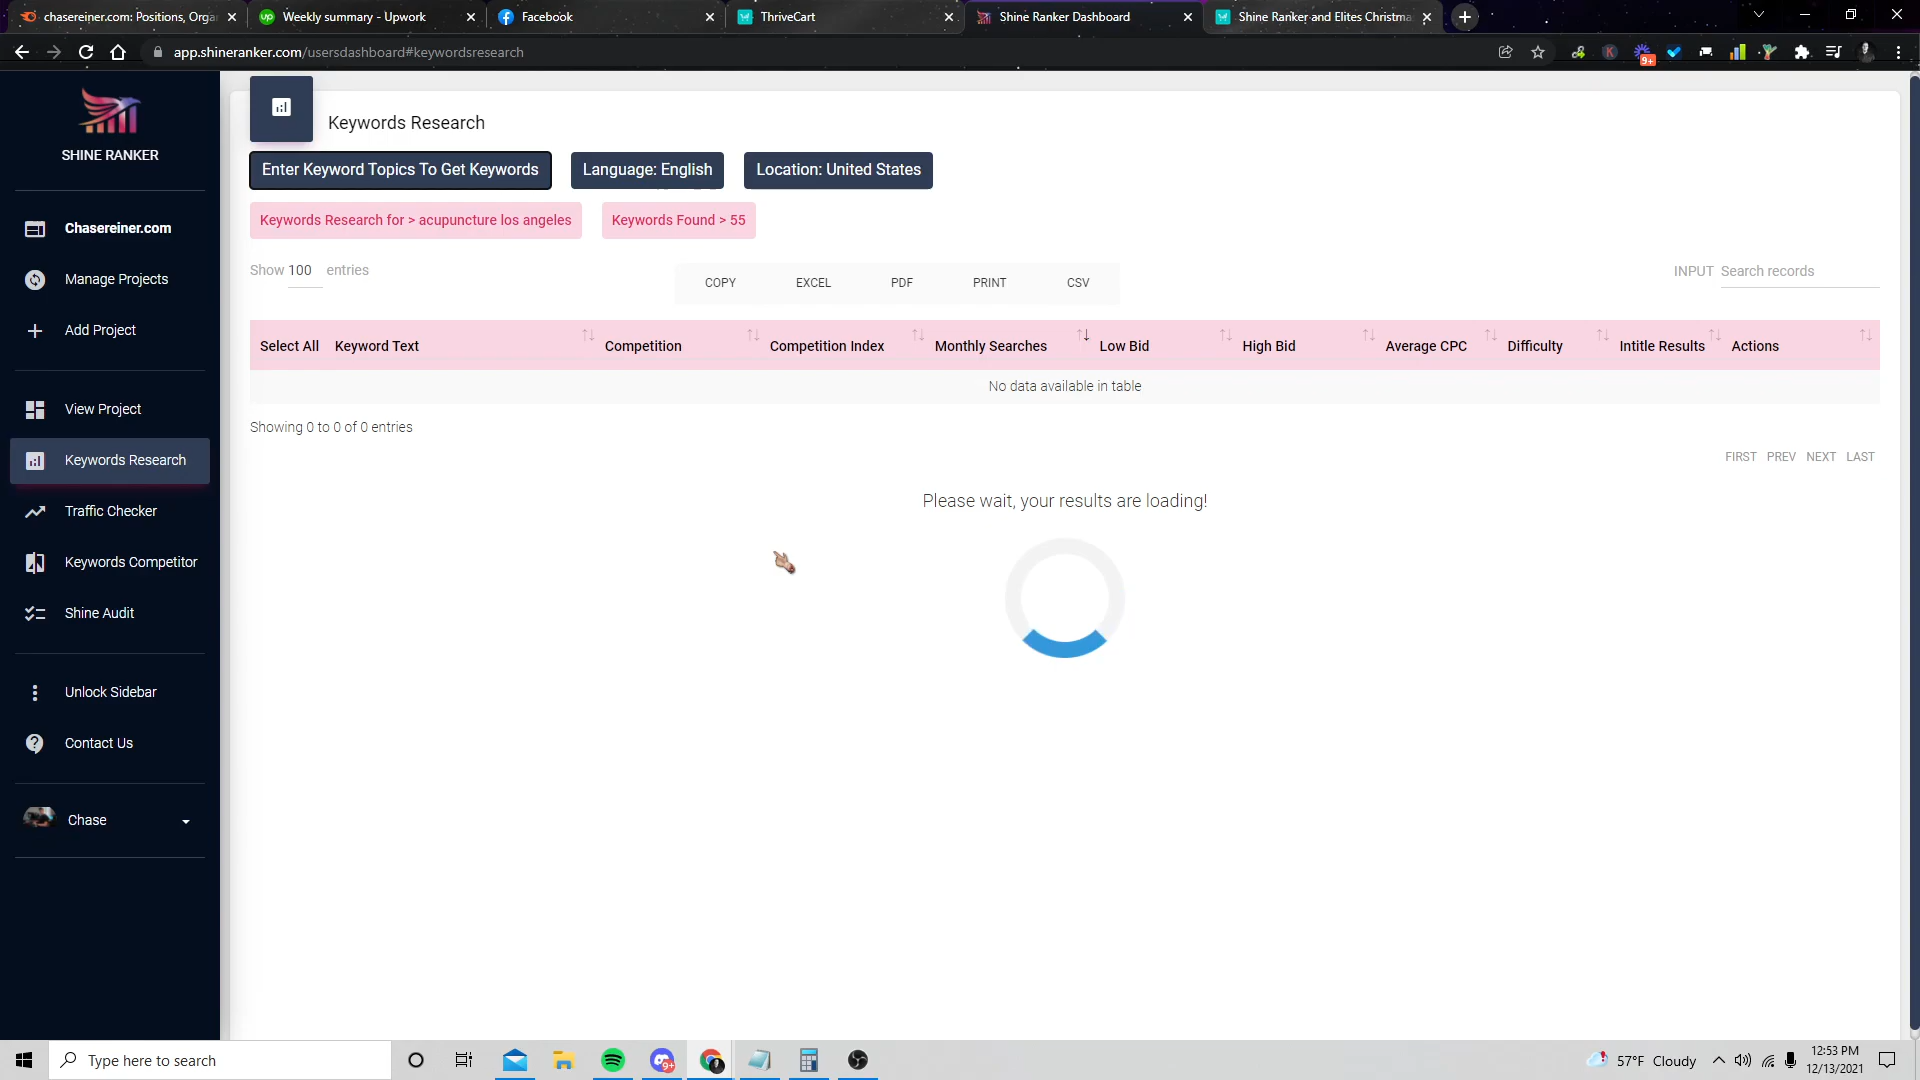 chasereiner.com: Positions, Orga
Weekly summary - Upwork
Facebook
ThriveCart
Shine Ranker Dashboard
Shine Ranker and Elites Christma
app.shineranker.com/usersdashboard#keywordsresearch
9+
SHINE RANKER
Chasereiner.com
Manage Projects
Add Project
View Project
Keywords Research
Traffic Checker
Keywords Competitor
Shine Audit
Unlock Sidebar
Contact Us
Chase
Keywords Research
Enter Keyword Topics To Get Keywords
Language: English
Location: United States
Keywords Research for > acupuncture los angeles
Keywords Found > 55
Show 100 entries
COPY
EXCEL
PDF
PRINT
CSV
INPUT Search records
Select All
Keyword Text
Competition
Competition Index
Monthly Searches
Low Bid
High Bid
Average CPC
Difficulty
Intitle Results
Actions
No data available in table
Showing 0 to 0 of 0 entries
FIRST PREV NEXT LAST
Please wait, your results are loading!
Type here to search
9+
57°F Cloudy
12:53 PM
12/13/2021